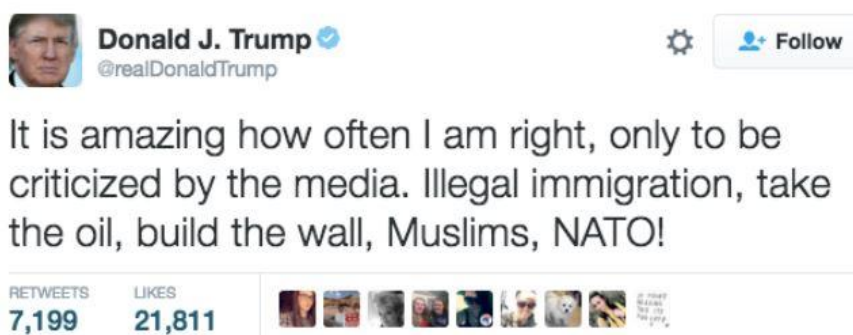 Donald J. Trump
Follow
@realDonaldTrump
It is amazing how often I am right, only to be
criticized by the media. Illegal immigration, take
the oil, build the wall, Muslims, NATO!
RETWEETS LIKES
7,199 21,811